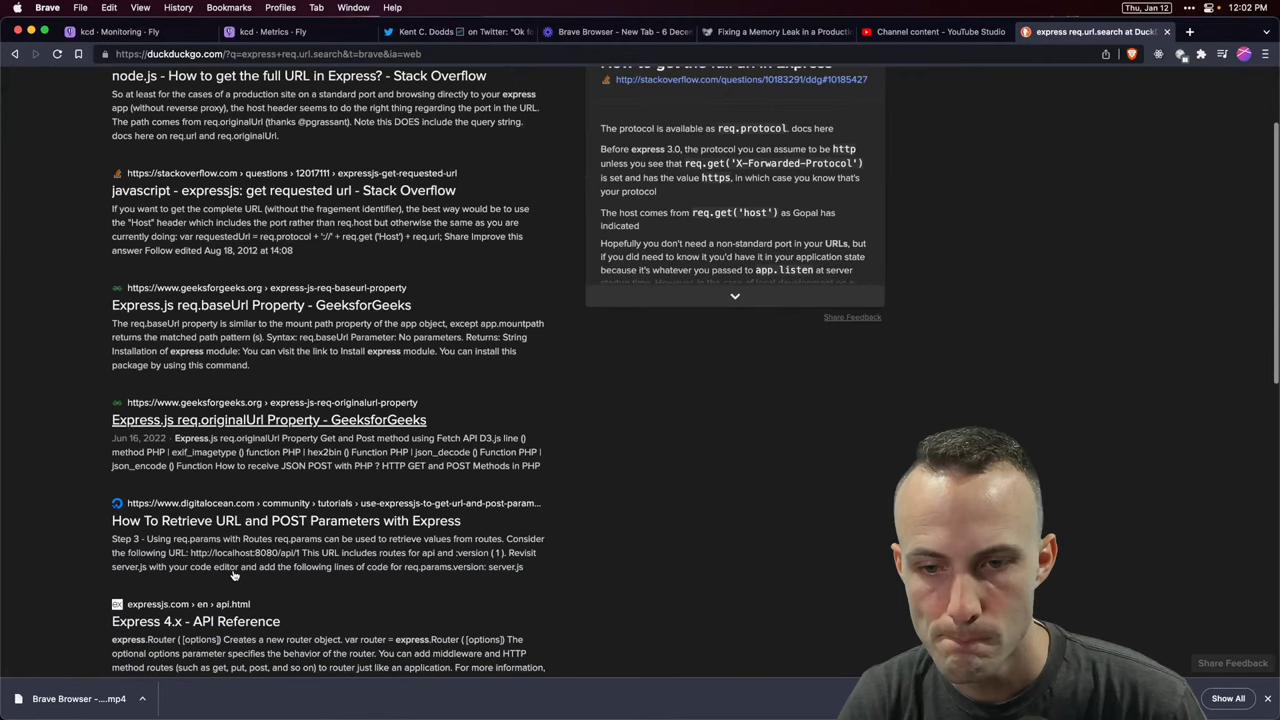 Brave File Edit View History Bookmarks Profiles Tab Window Help Thu, Jan 12 12:02 PM
kcd · Monitoring · Fly
kcd · Metrics · Fly
Kent C. Dodds on Twitter: "Ok f
Brave Browser - New Tab - 6 Decem
Fixing a Memory Leak in a Producti
Channel content - YouTube Studio
express req.url.search at DuckD
https://duckduckgo.com/?q=express+req.url.search&t=brave&ia=web
node.js - How to get the full URL in Express? - Stack Overflow
So at least for the cases of a production site on a standard port and browsing directly to your express
app (without reverse proxy), the host header seems to do the right thing regarding the port in the URL.
The path comes from req.originalUrl (thanks @pgrassant). Note this DOES include the query string.
docs here on req.url and req.originalUrl.
https://stackoverflow.com › questions › 12017111 › expressjs-get-requested-url
javascript - expressjs: get requested url - Stack Overflow
If you want to get the complete URL (without the fragement identifier), the best way would be to use
the "Host" header which includes the port rather than req.host but otherwise the same as you are
currently doing: var requestedUrl = req.protocol + '://' + req.get ('Host') + req.url; Share Improve this
answer Follow edited Aug 18, 2012 at 14:08
https://www.geeksforgeeks.org › express-js-req-baseurl-property
Express.js req.baseUrl Property - GeeksforGeeks
The req.baseUrl property is similar to the mount path property of the app object, except app.mountpath
returns the matched path pattern (s). Syntax: req.baseUrl Parameter: No parameters. Returns: String
Installation of express module: You can visit the link to Install express module. You can install this
package by using this command.
https://www.geeksforgeeks.org › express-js-req-originalurl-property
Express.js req.originalUrl Property - GeeksforGeeks
Jun 16, 2022 · Express.js req.originalUrl Property Get and Post method using Fetch API D3.js line ()
method PHP | exif_imagetype () function PHP | hex2bin () Function PHP | json_decode () Function PHP |
json_encode () Function How to receive JSON POST with PHP ? HTTP GET and POST Methods in PHP
https://www.digitalocean.com › community › tutorials › use-expressjs-to-get-url-and-post-param...
How To Retrieve URL and POST Parameters with Express
Step 3 - Using req.params with Routes req.params can be used to retrieve values from routes. Consider
the following URL: http://localhost:8080/api/1 This URL includes routes for api and :version ( 1 ). Revisit
server.js with your code editor and add the following lines of code for req.params.version: server.js
ex
expressjs.com › en › api.html
Express 4.x - API Reference
express.Router ( [options]) Creates a new router object. var router = express.Router ( [options]) The
optional options parameter specifies the behavior of the router. You can add middleware and HTTP
method routes (such as get, put, post, and so on) to router just like an application. For more information,
How to get the full url in Express
http://stackoverflow.com/questions/10183291/ddg#10185427
The protocol is available as req.protocol. docs here
Before express 3.0, the protocol you can assume to be http
unless you see that req.get('X-Forwarded-Protocol')
is set and has the value https, in which case you know that's
your protocol
The host comes from req.get('host') as Gopal has
indicated
Hopefully you don't need a non-standard port in your URLs, but
if you did need to know it you'd have it in your application state
because it's whatever you passed to app.listen at server
Share Feedback
Share Feedback
Brave Browser -....mp4
Show All